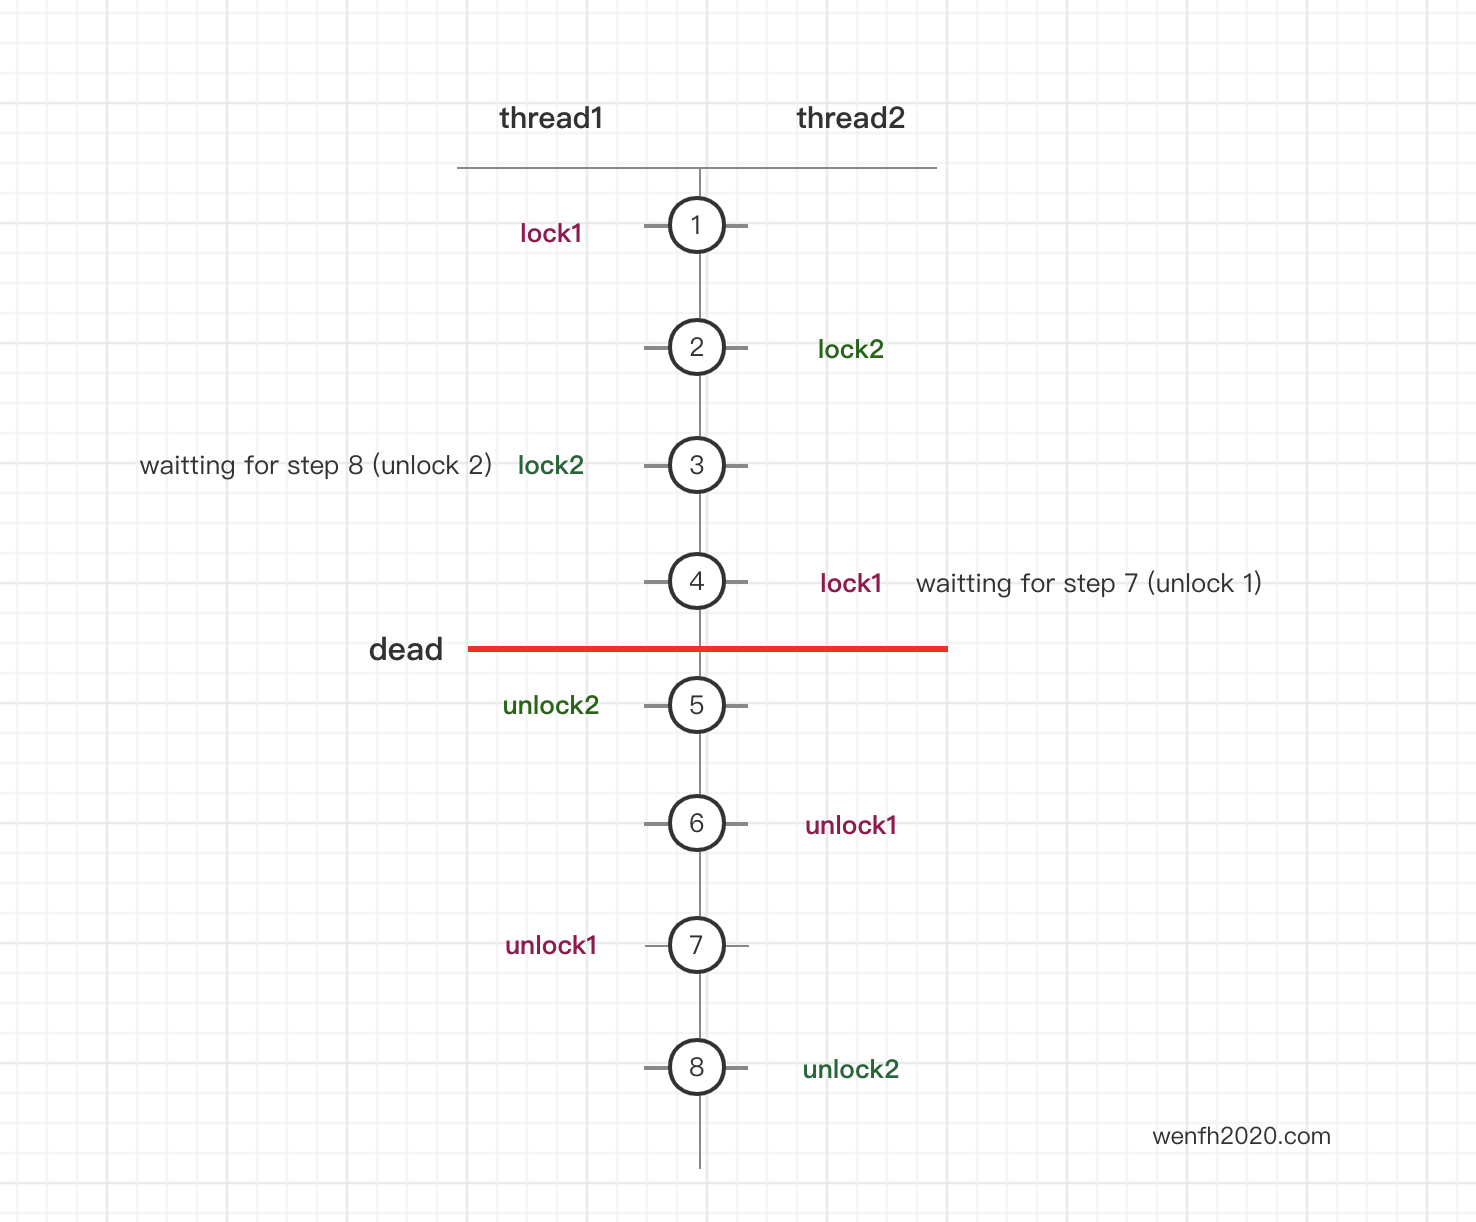 thread1 thread2
lock1 1
2 lock2
waitting for step 8 (unlock 2) lock2 3
4 lock1 waitting for step 7 (unlock 1)
dead
unlock2 5
6 unlock1
unlock1 7
8 unlock2
wenfh2020.com